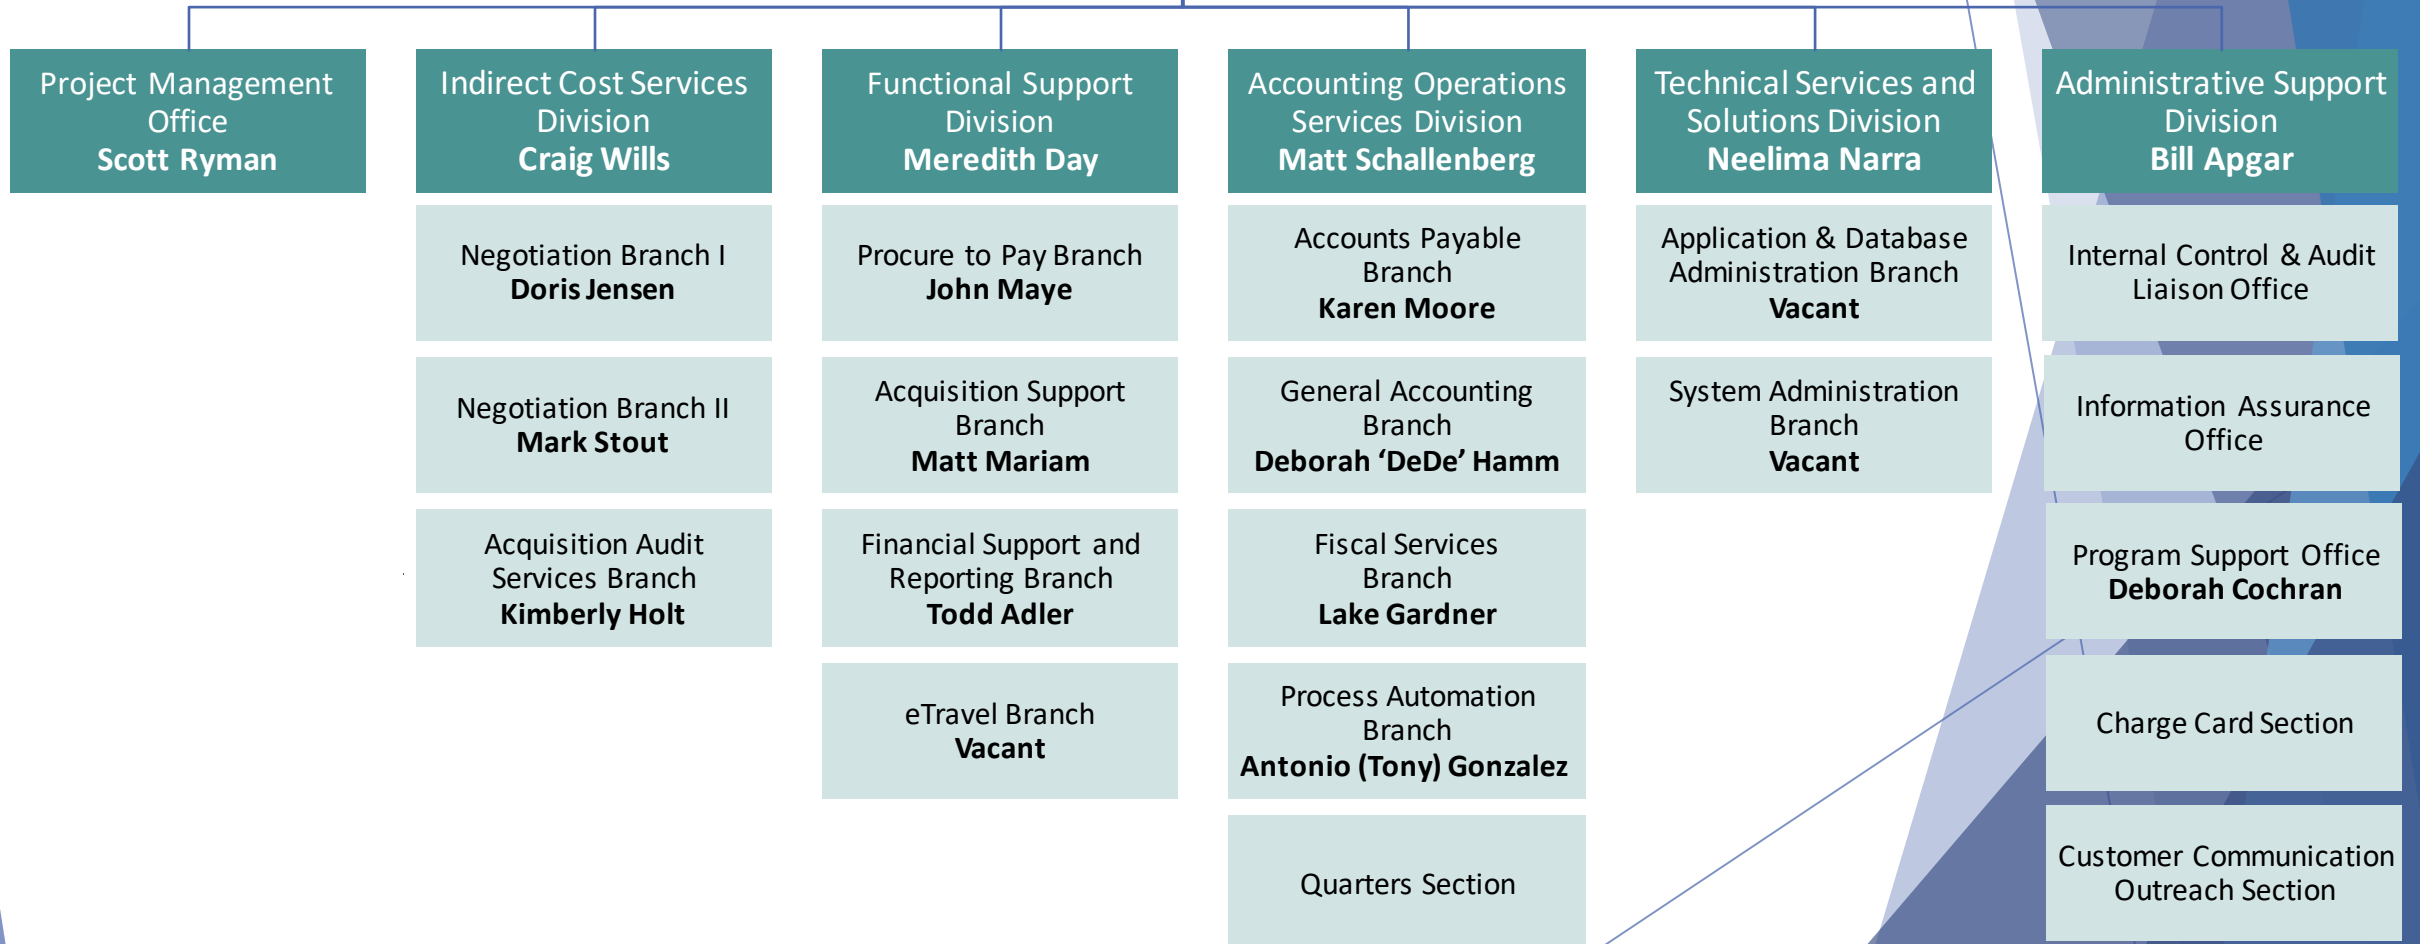 Project Management
Office
Scott Ryman
Indirect Cost Services
Division
Craig Wills
Negotiation Branch I
Doris Jensen
Negotiation Branch II
Mark Stout
Acquisition Audit
Services Branch
Kimberly Holt
Functional Support
Division
Meredith Day
Procure to Pay Branch
John Maye
Acquisition Support
Branch
Matt Mariam
Financial Support and
Reporting Branch
Todd Adler
eTravel Branch
Vacant
Accounting Operations
Services Division
Matt Schallenberg
Accounts Payable
Branch
Karen Moore
General Accounting
Branch
Deborah ‘DeDe’ Hamm
Fiscal Services
Branch
Lake Gardner
Process Automation
Branch
Antonio (Tony) Gonzalez
Quarters Section
Technical Services and
Solutions Division
Neelima Narra
Application & Database
Administration Branch
Vacant
System Administration
Branch
Vacant
Administrative Support
Division
Bill Apgar
Internal Control & Audit
Liaison Office
Information Assurance
Office
Program Support Office
Deborah Cochran
Charge Card Section
Customer Communication
Outreach Section